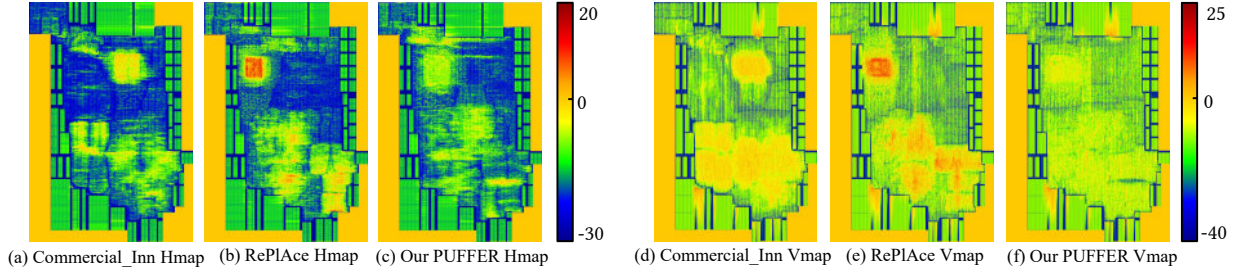 20
0
-30
25
0
-40
(a) Commercial_Inn Hmap
(b) RePlAce Hmap
(c) Our PUFFER Hmap
(d) Commercial_Inn Vmap
(e) RePlAce Vmap
(f) Our PUFFER Vmap